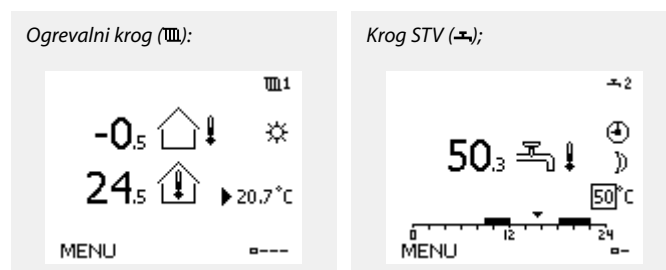 Ogrevalni krog ():
1
-0.5
24.5
20.7 °C
MENU
Krog STV ();
2
50.3
50 °C
0 12 24
MENU